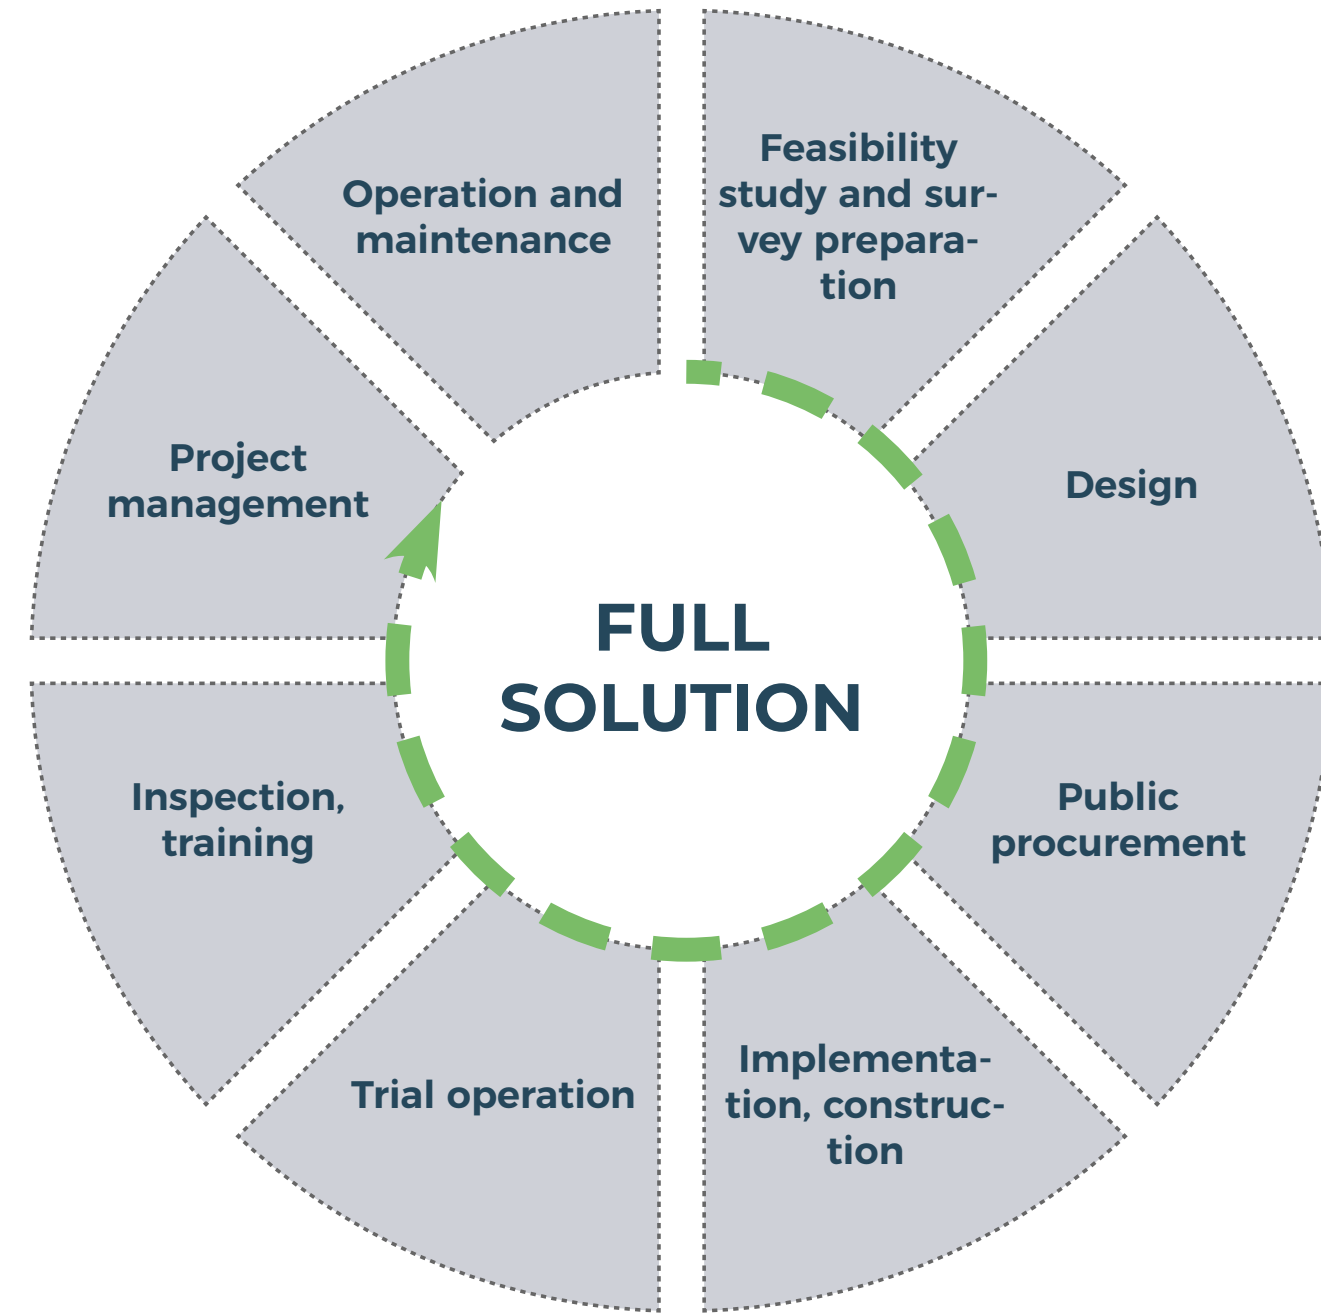 Feasibility
study and sur-
vey prepara-
tion
Design
Public
procurement
Implementa-
tion, construc-
tion
Trial operation
Inspection,
training
Project
management
Operation and
maintenance
FULL
SOLUTION